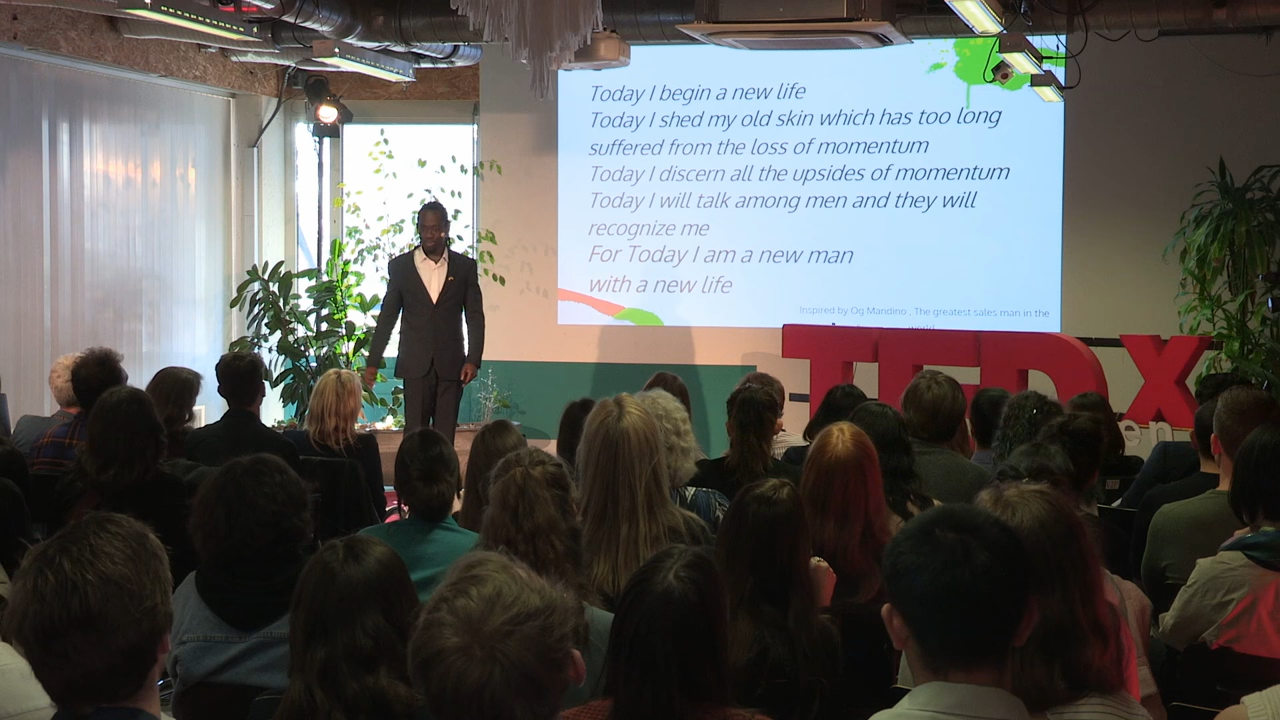 Today I begin a new life
Today I shed my old skin which has too long
suffered from the loss of momentum
Today I discern all the upsides of momentum
Today I will talk among men and they will
recognize me
For Today I am a new man
with a new life
Inspired by Og Mandino , The greatest sales man in the
TEDx